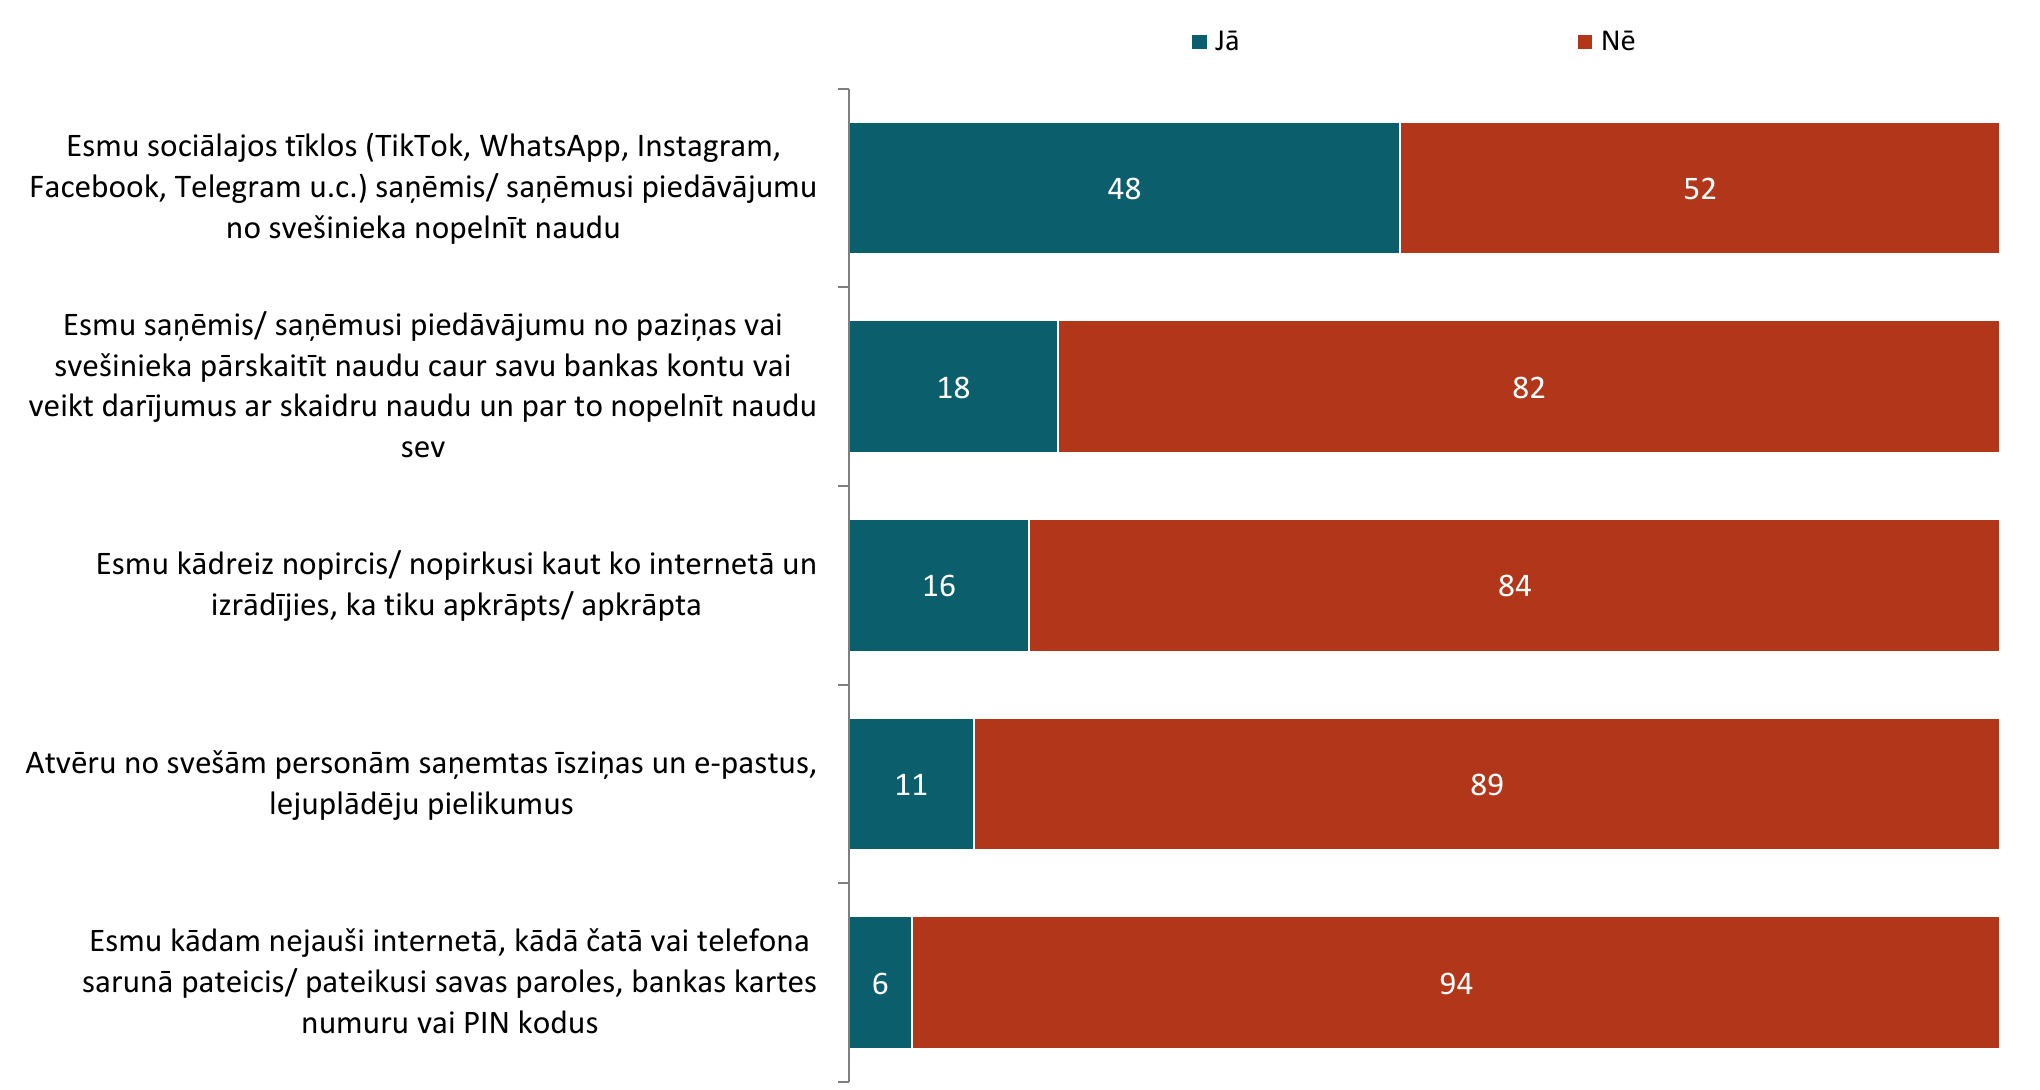 Jā Nē
Esmu sociālajos tīklos (TikTok, WhatsApp, Instagram,
Facebook, Telegram u.c.) saņēmis/ saņēmusi piedāvājumu
no svešinieka nopelnīt naudu
48 52
Esmu saņēmis/ saņēmusi piedāvājumu no paziņas vai
svešinieka pārskaitīt naudu caur savu bankas kontu vai
veikt darījumus ar skaidru naudu un par to nopelnīt naudu
sev
18 82
Esmu kādreiz nopircis/ nopirkusi kaut ko internetā un
izrādījies, ka tiku apkrāpts/ apkrāpta
16 84
Atvēru no svešām personām saņemtas īsziņas un e-pastus,
lejuplādēju pielikumus
11 89
Esmu kādam nejauši internetā, kādā čatā vai telefona
sarunā pateicis/ pateikusi savas paroles, bankas kartes
numuru vai PIN kodus
6 94